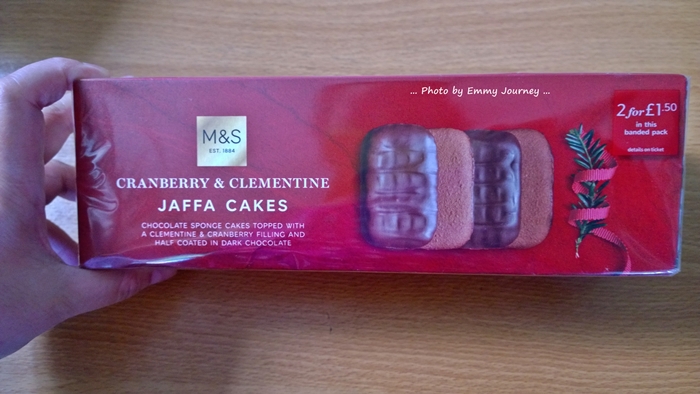 ... Photo by Emmy Journey ...
2 for £1.50
in this
banded pack
details on ticket
M&S
EST. 1884
CRANBERRY & CLEMENTINE
JAFFA CAKES
CHOCOLATE SPONGE CAKES TOPPED WITH
A CLEMENTINE & CRANBERRY FILLING AND
HALF COATED IN DARK CHOCOLATE